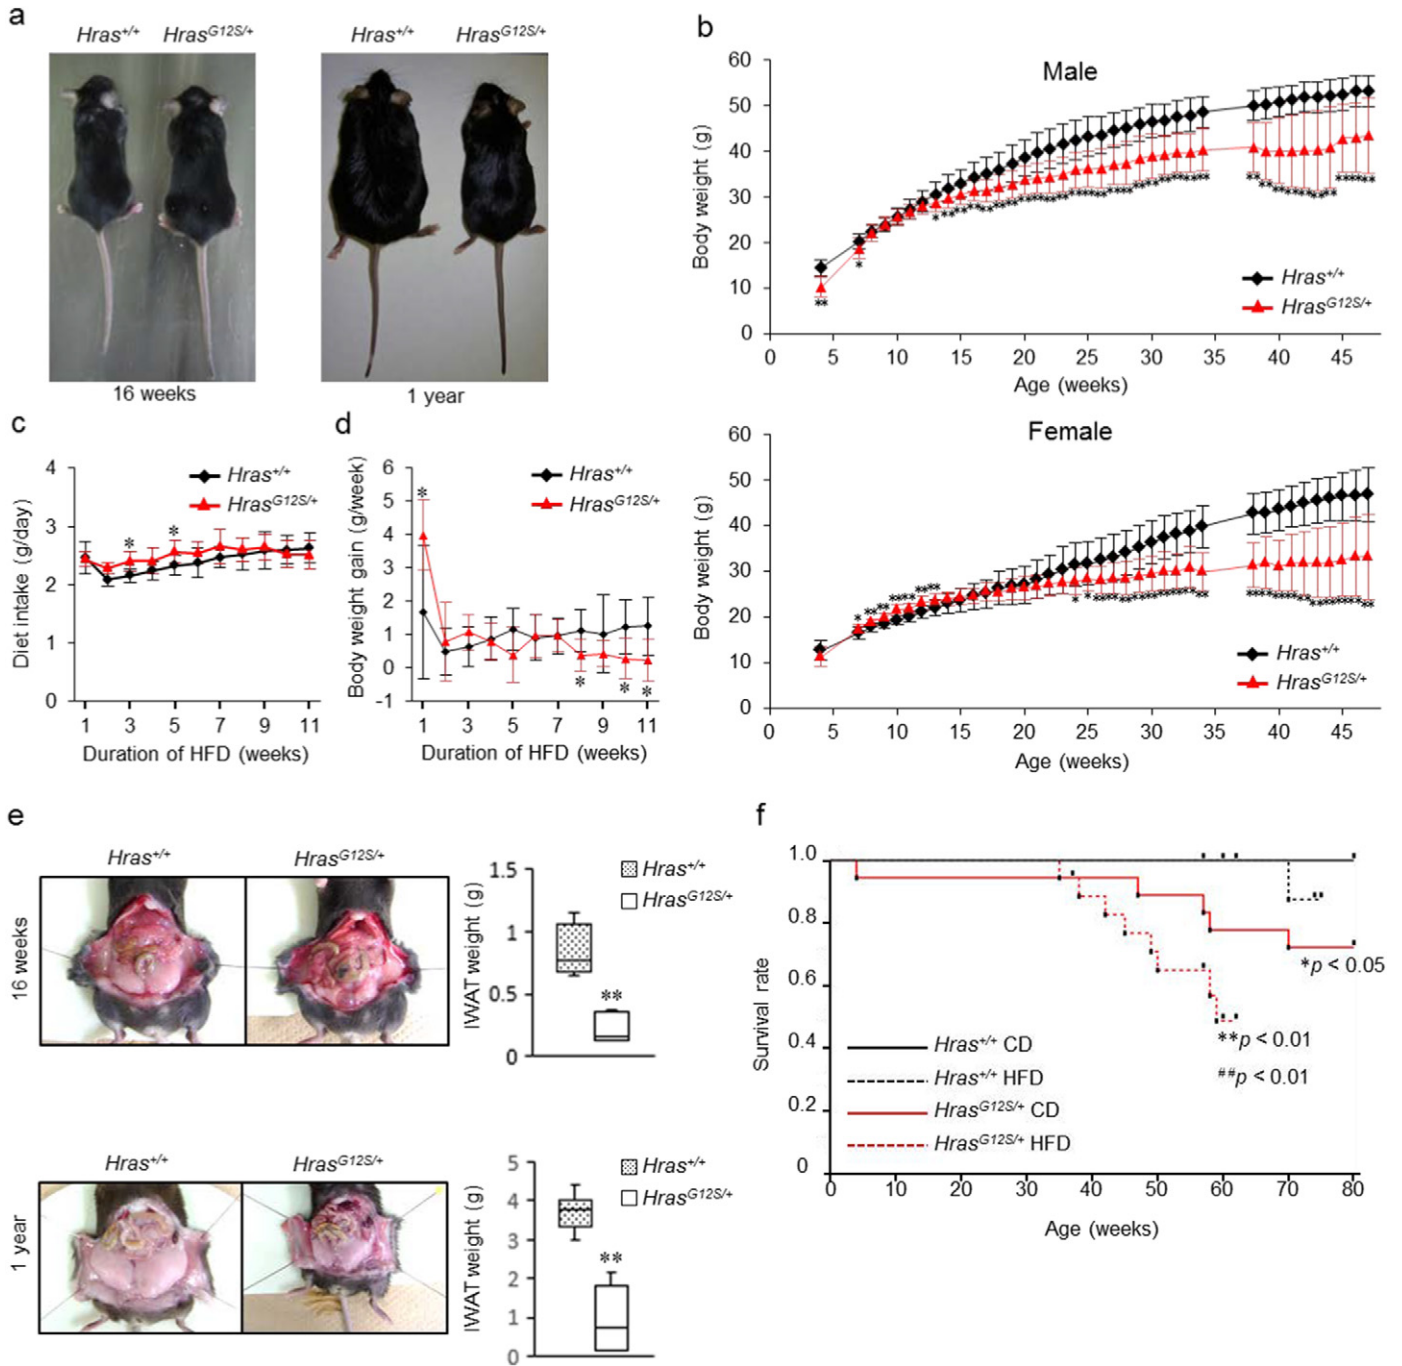 a
Hras+/+ HrasG12S/+ Hras+/+ HrasG12S/+
16 weeks 1 year
b
Male
Body weight (g)
60
50
40
30
20
10
0
0 5 10 15 20 25 30 35 40 45
Age (weeks)
Hras+/+
HrasG12S/+
Female
Body weight (g)
60
50
40
30
20
10
0
0 5 10 15 20 25 30 35 40 45
Age (weeks)
Hras+/+
HrasG12S/+
c
Diet intake (g/day)
4
3
2
1
0
1 3 5 7 9 11
Duration of HFD (weeks)
Hras+/+
HrasG12S/+
* *
d
Body weight gain (g/week)
6
5
4
3
2
1
0
-1
1 3 5 7 9 11
Duration of HFD (weeks)
Hras+/+
HrasG12S/+
*
* * *
e
Hras+/+ HrasG12S/+
16 weeks
IWAT weight (g)
1.5
1
0.5
0
Hras+/+
HrasG12S/+
**
Hras+/+ HrasG12S/+
1 year
IWAT weight (g)
5
4
3
2
1
0
Hras+/+
HrasG12S/+
**
f
Survival rate
1.0
0.8
0.6
0.4
0.2
0
0 10 20 30 40 50 60 70 80
Age (weeks)
Hras+/+ CD
Hras+/+ HFD
HrasG12S/+ CD
HrasG12S/+ HFD
*p < 0.05
**p < 0.01
##p < 0.01